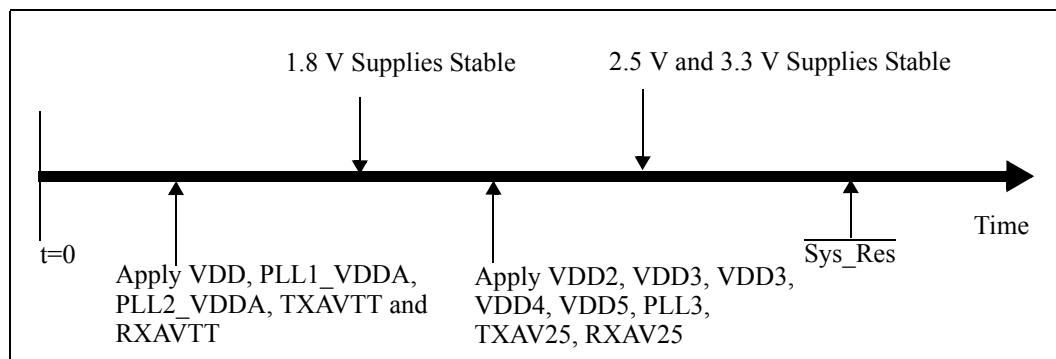 1.8 V Supplies Stable
2.5 V and 3.3 V Supplies Stable
t=0
Time
Apply VDD, PLL1_VDDA,
PLL2_VDDA, TXAVTT and
RXAVTT
Apply VDD2, VDD3, VDD3,
VDD4, VDD5, PLL3,
TXAV25, RXAV25
Sys_Res